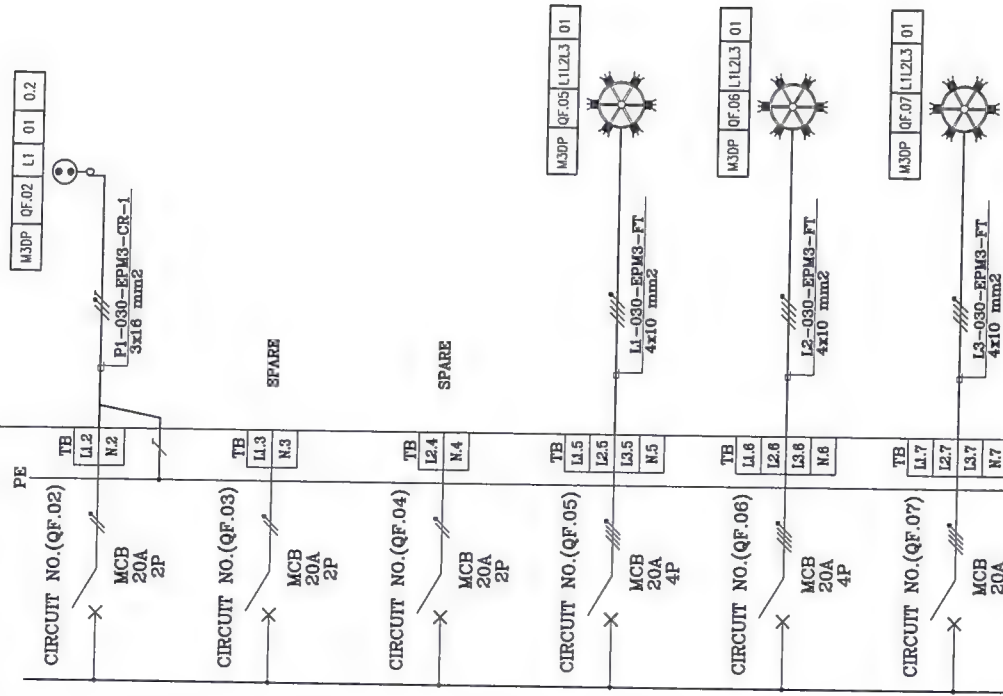 M3DP QF.02 L1 01 0.2
P1-030-EPM3-CR-1
3x16 mm2
PE
TB
L1.2
N.2
CIRCUIT NO.(QF.02)
MCB
20A
2P
SPARE
TB
L1.3
N.3
CIRCUIT NO.(QF.03)
MCB
20A
2P
SPARE
TB
L2.4
N.4
CIRCUIT NO.(QF.04)
MCB
20A
2P
M3DP QF.05 L1L2L3 01
L1-030-EPM3-FT
4x10 mm2
TB
L1.5
L2.5
L3.5
N.5
CIRCUIT NO.(QF.05)
MCB
20A
4P
M3DP QF.06 L1L2L3 01
L2-030-EPM3-FT
4x10 mm2
TB
L1.6
L2.6
L3.6
N.6
CIRCUIT NO.(QF.06)
MCB
20A
4P
M3DP QF.07 L1L2L3 01
L3-030-EPM3-FT
4x10 mm2
TB
L1.7
L2.7
L3.7
N.7
CIRCUIT NO.(QF.07)
MCB
20A